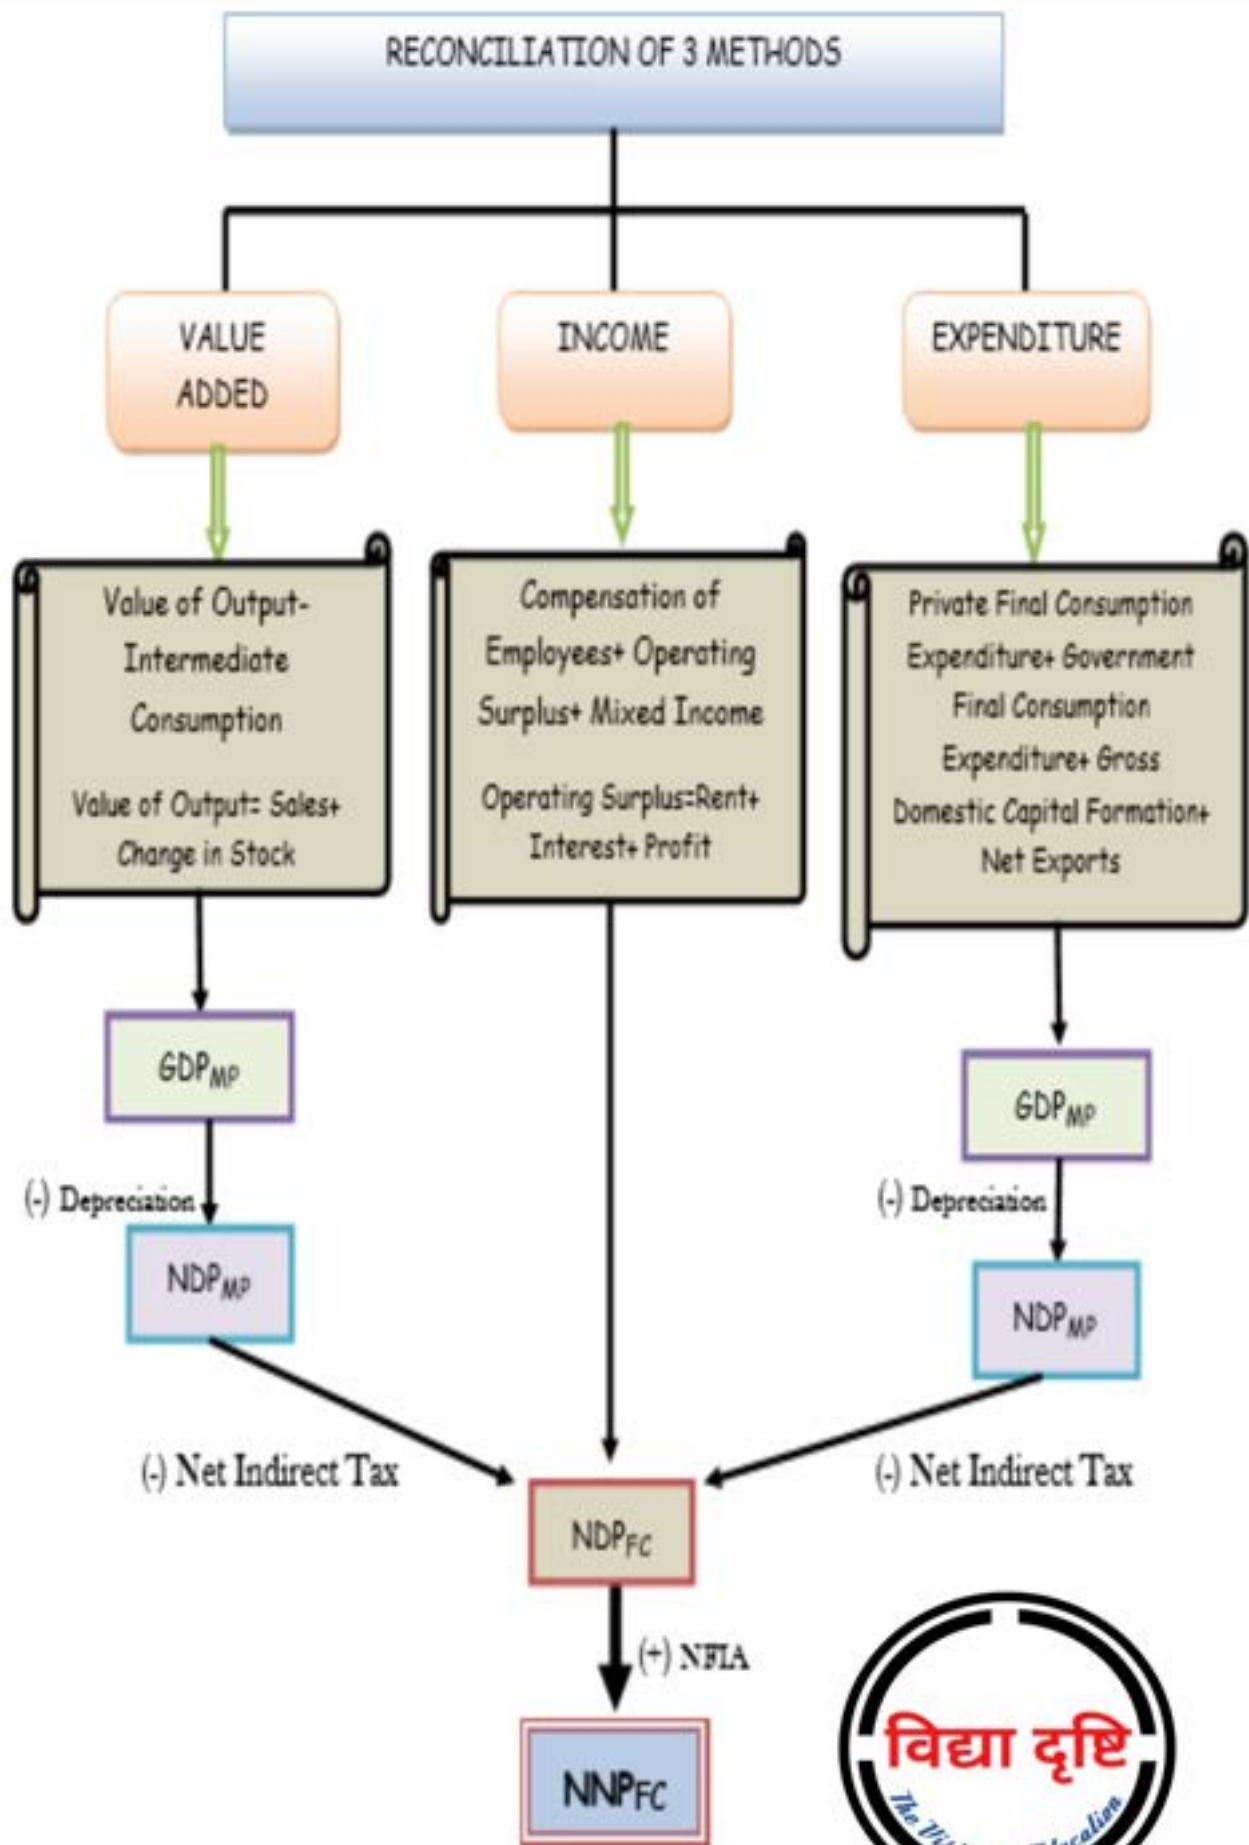 RECONCILIATION OF 3 METHODS
VALUE
ADDED
INCOME
EXPENDITURE
Value of Output-
Intermediate
Consumption
Value of Output= Sales+
Change in Stock
Compensation of
Employees+ Operating
Surplus+ Mixed Income
Operating Surplus=Rent+
Interest+ Profit
Private Final Consumption
Expenditure+ Government
Final Consumption
Expenditure+ Gross
Domestic Capital Formation+
Net Exports
GDPMP
GDPMP
(-) Depreciation
(-) Depreciation
NDPMP
NDPMP
(-) Net Indirect Tax
(-) Net Indirect Tax
NDPFC
(+) NFIA
NNPFC
विद्या दृष्टि
The